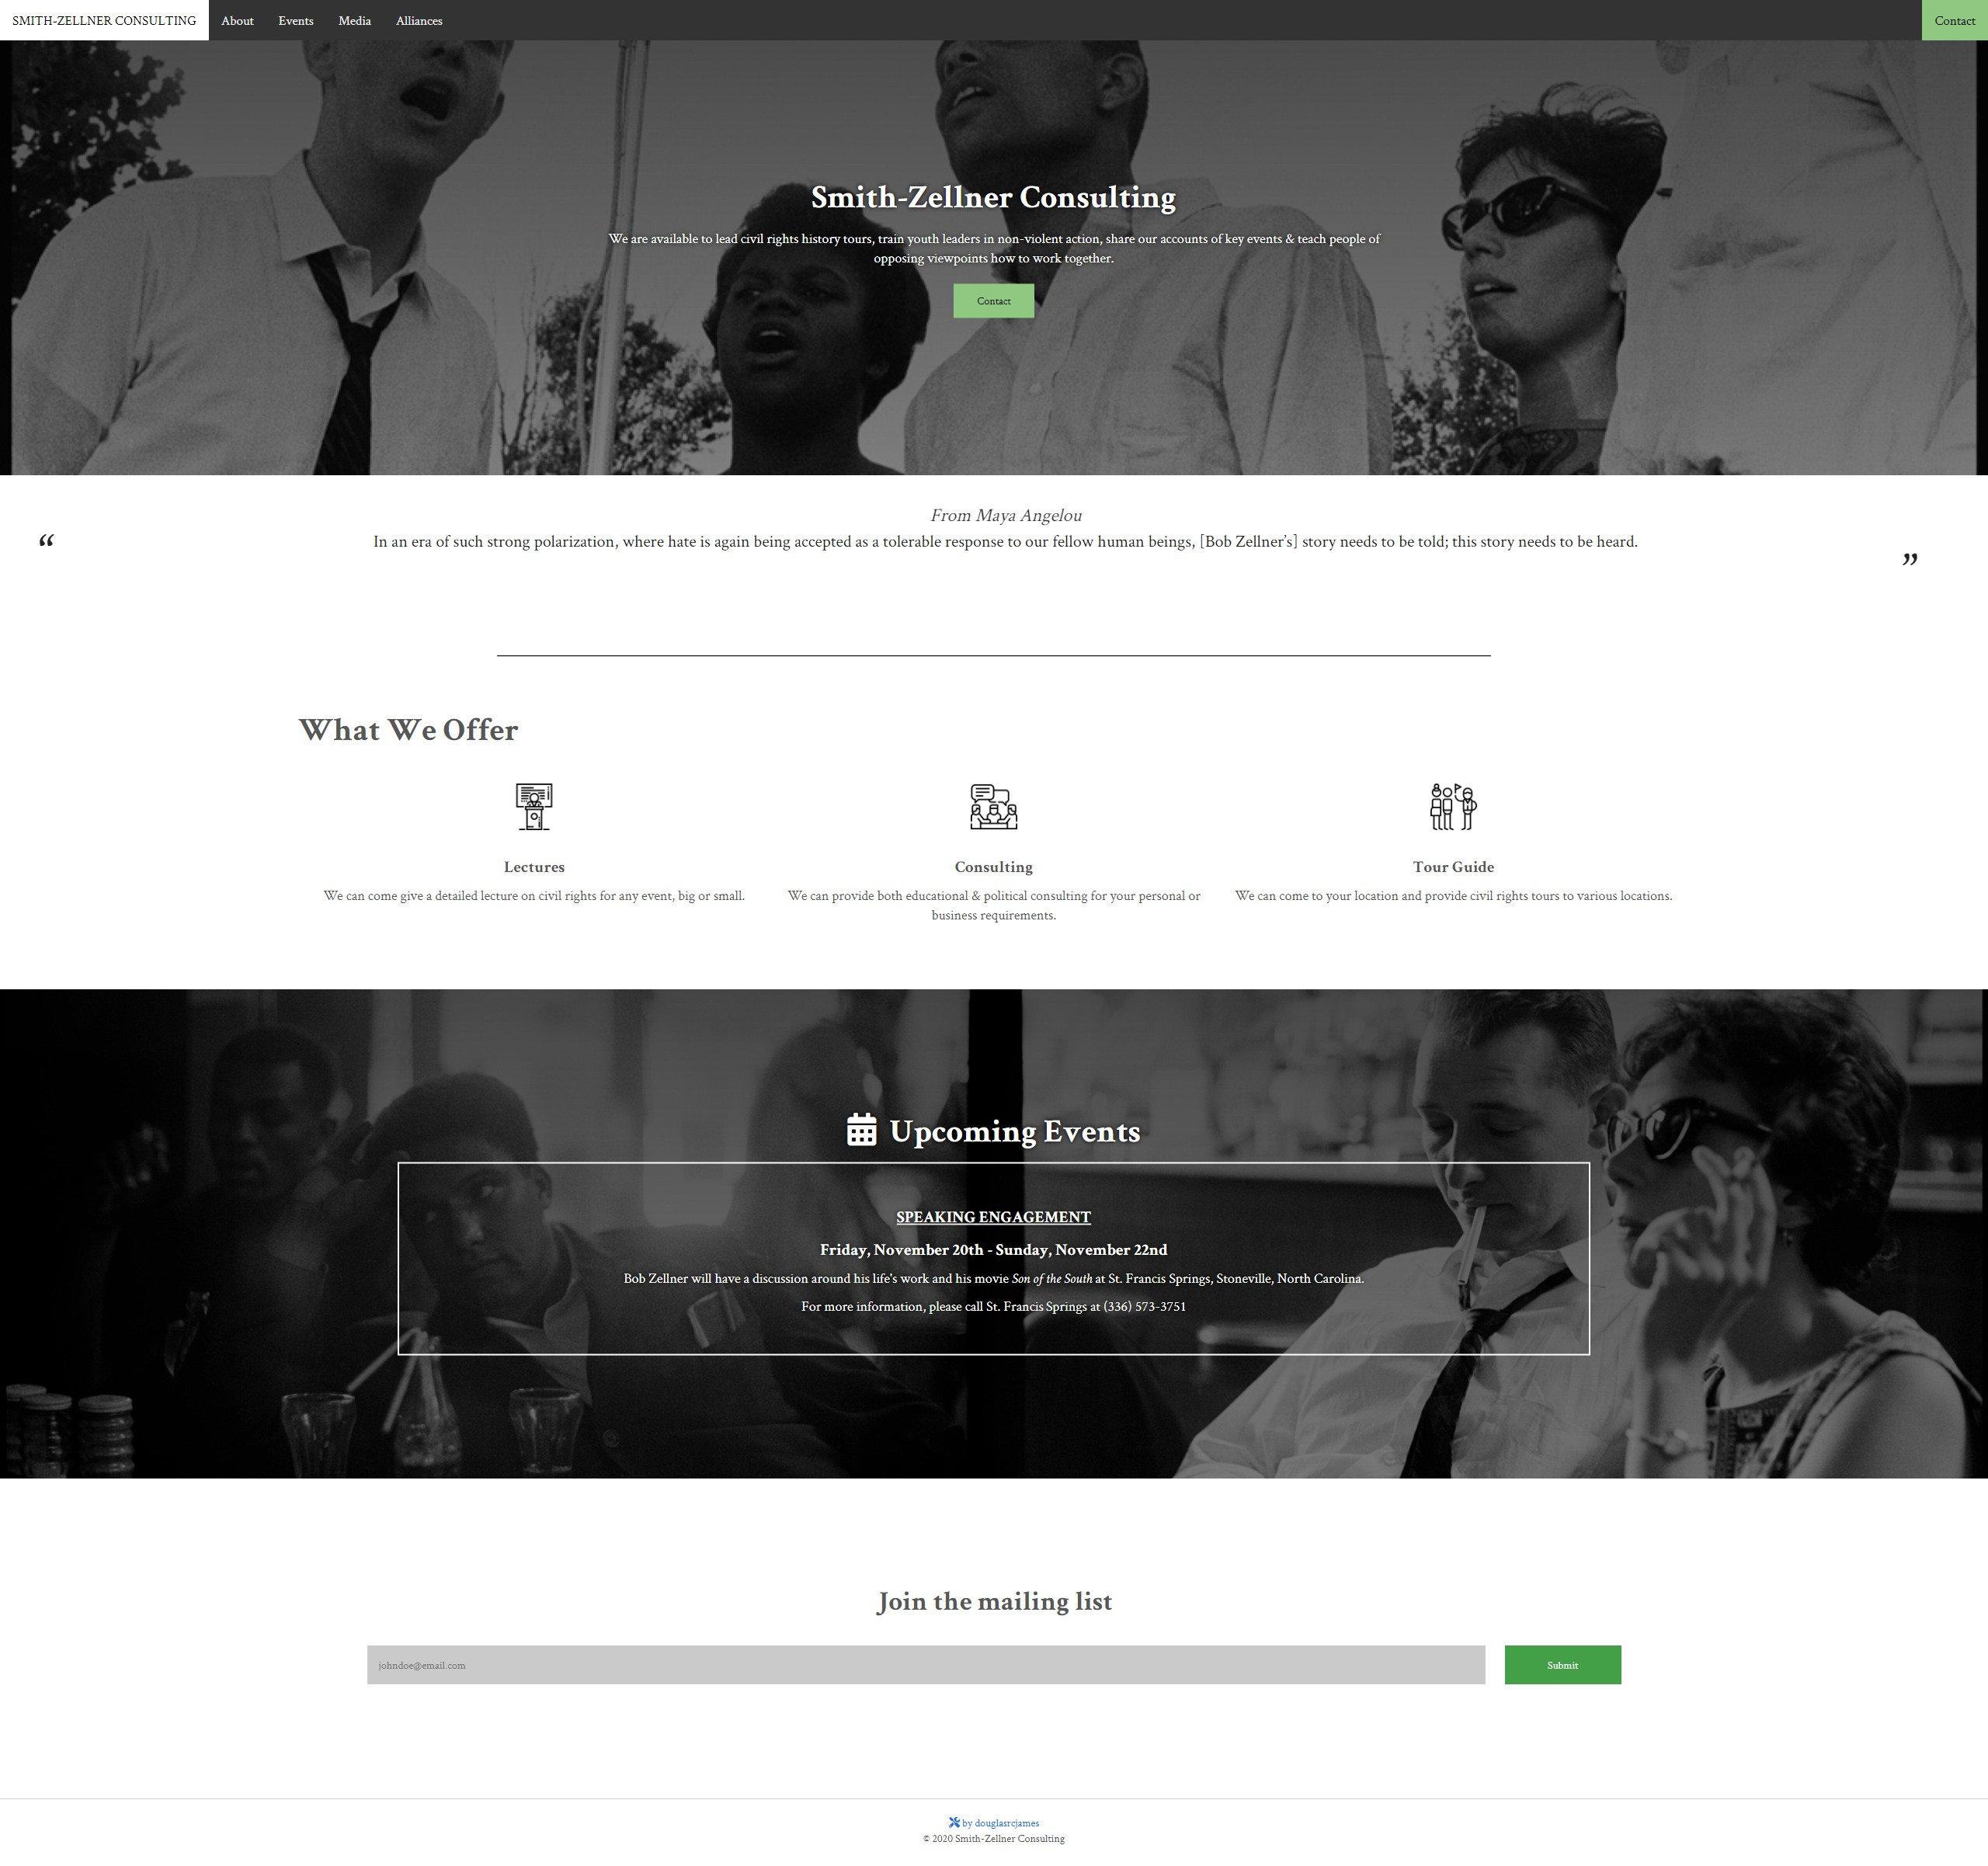 SMITH-ZELLNER CONSULTING About Events Media Alliances Contact
Smith-Zellner Consulting
We are available to lead civil rights history tours, train youth leaders in non-violent action, share our accounts of key events & teach people of
opposing viewpoints how to work together.
Contact
From Maya Angelou
“ In an era of such strong polarization, where hate is again being accepted as a tolerable response to our fellow human beings, [Bob Zellner’s] story needs to be told; this story needs to be heard. ”
What We Offer
Lectures
We can come give a detailed lecture on civil rights for any event, big or small.
Consulting
We can provide both educational & political consulting for your personal or
business requirements.
Tour Guide
We can come to your location and provide civil rights tours to various locations.
Upcoming Events
SPEAKING ENGAGEMENT
Friday, November 20th - Sunday, November 22nd
Bob Zellner will have a discussion around his life's work and his movie Son of the South at St. Francis Springs, Stoneville, North Carolina.
For more information, please call St. Francis Springs at (336) 573-3751
Join the mailing list
johndoe@email.com
Submit
by douglasrcjames
© 2020 Smith-Zellner Consulting